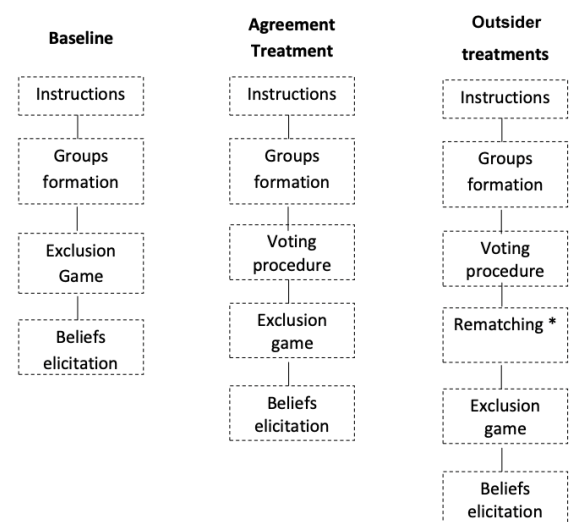 Baseline
Instructions
Groups
formation
Exclusion
Game
Beliefs
elicitation
Agreement
Treatment
Instructions
Groups
formation
Voting
procedure
Exclusion
game
Beliefs
elicitation
Outsider
treatments
Instructions
Groups
formation
Voting
procedure
Rematching *
Exclusion
game
Beliefs
elicitation